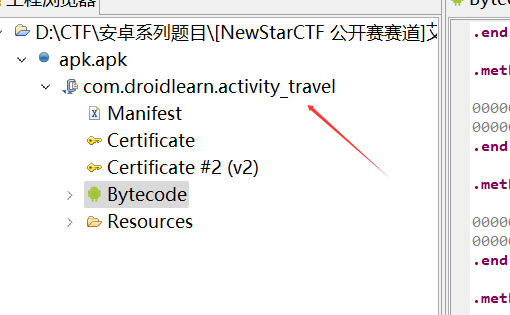 工程浏览器
Bytecode
D:\CTF\安卓系列题目\[NewStarCTF 公开赛赛道]
apk.apk
com.droidlearn.activity_travel
Manifest
Certificate
Certificate #2 (v2)
Bytecode
Resources
.end
.meth
00000
00000
.end
.meth
00000
00000
.end
.meth